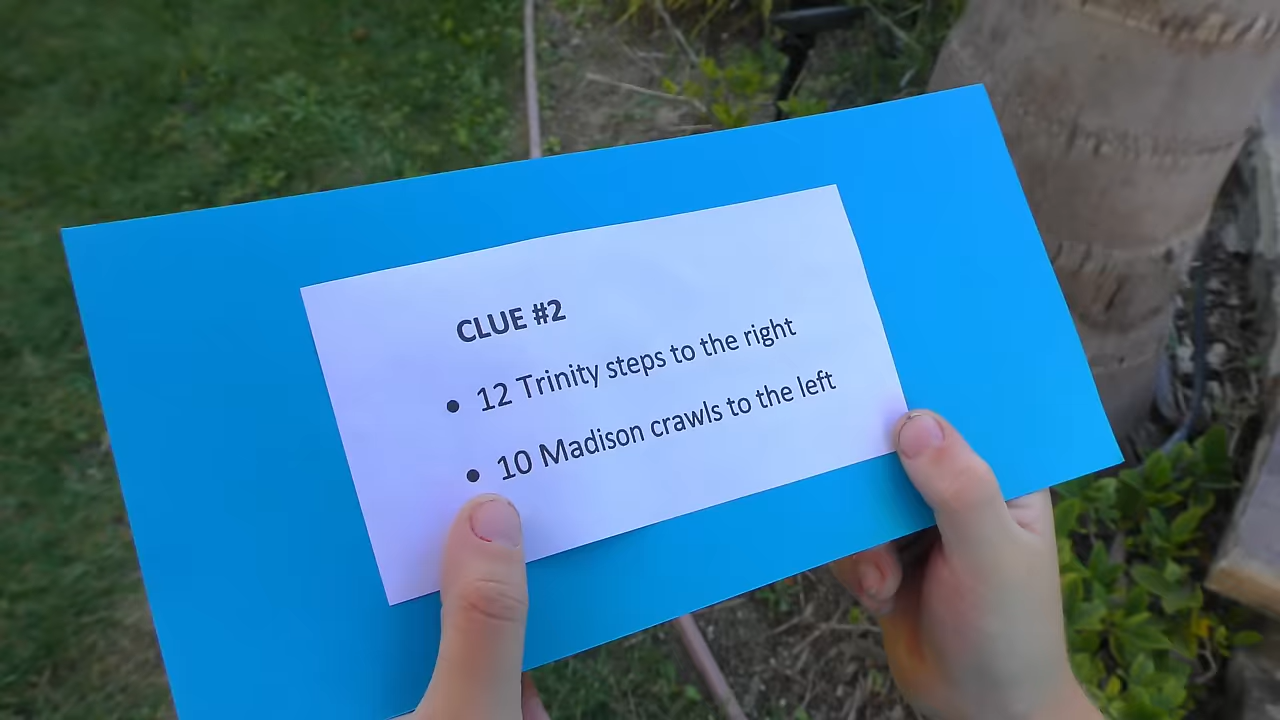 CLUE #2
• 12 Trinity steps to the right
• 10 Madison crawls to the left